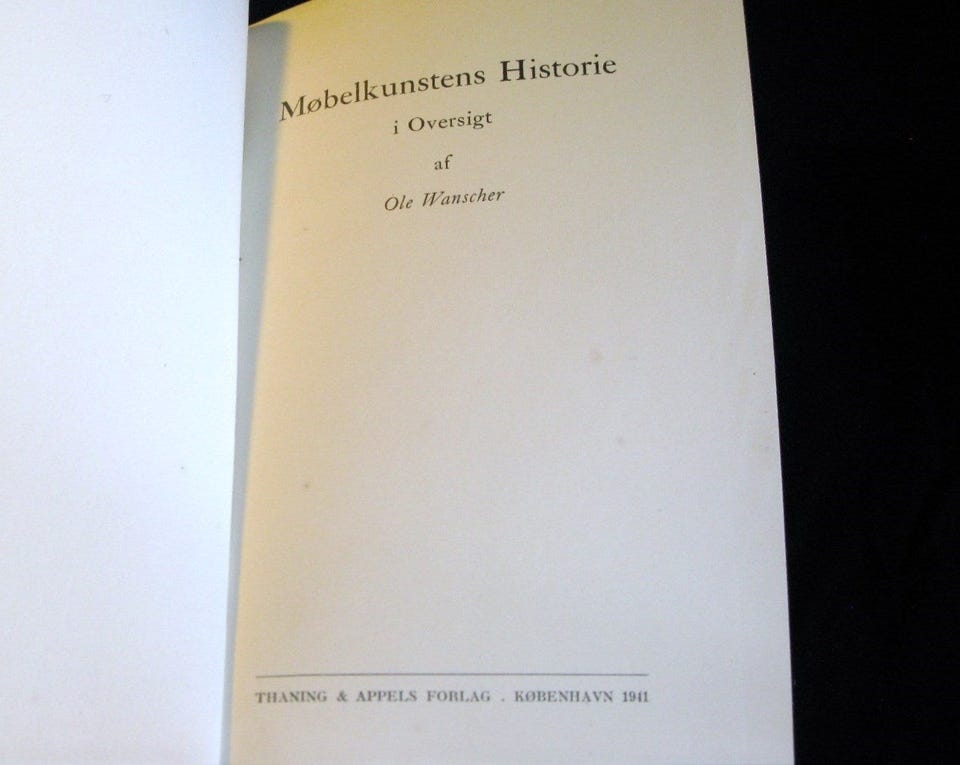 Møbelkunstens Historie
i Oversigt
af
Ole Wanscher
THANING & APPELS FORLAG . KØBENHAVN 1941